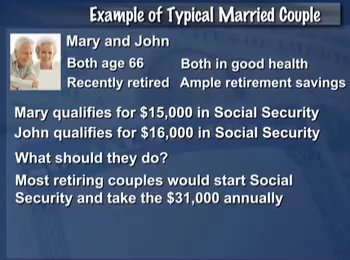 Example of Typical Married Couple
Mary and John
Both age 66 Both in good health
Recently retired Ample retirement savings
Mary qualifies for $15,000 in Social Security
John qualifies for $16,000 in Social Security
What should they do?
Most retiring couples would start Social
Security and take the $31,000 annually